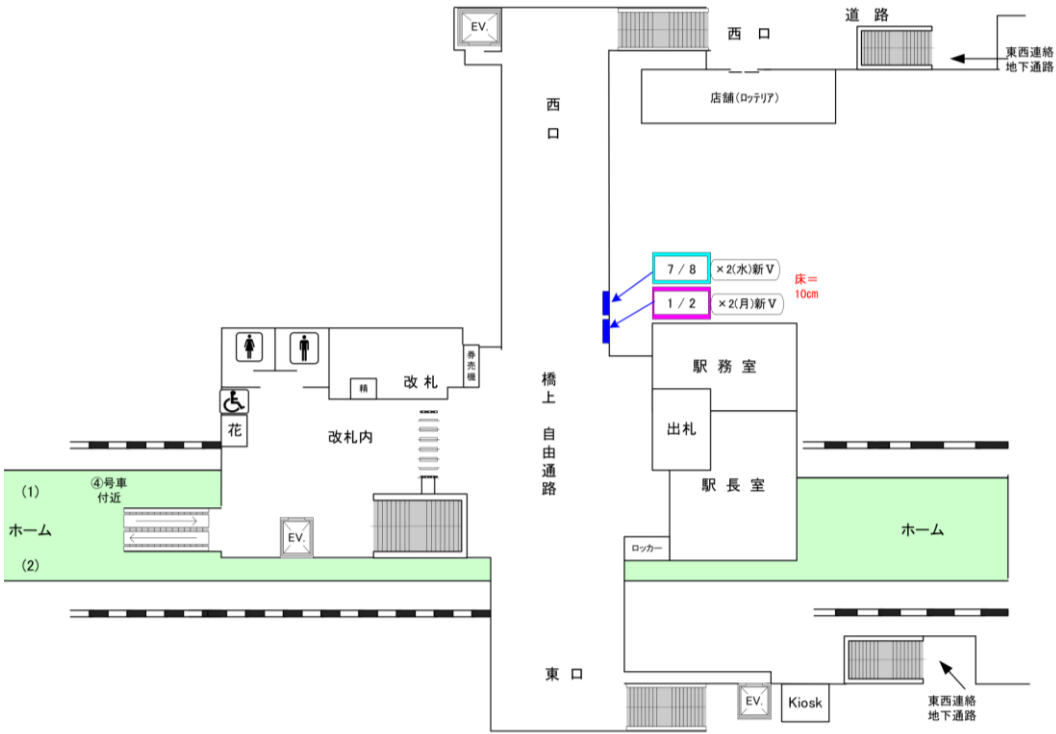 EV.
西 口
道 路
東西連絡
地下通路
店舗(ロッテリア)
西
口
7 / 8
×2(水)新V
床=
10cm
1 / 2
×2(月)新V
駅 務 室
券売機
精
改 札
橋上 自由通路
花
改札内
出札
駅 長 室
(1)
④号車
付近
ホーム
(2)
EV.
ロッカー
ホーム
東 口
EV.
Kiosk
東西連絡
地下通路